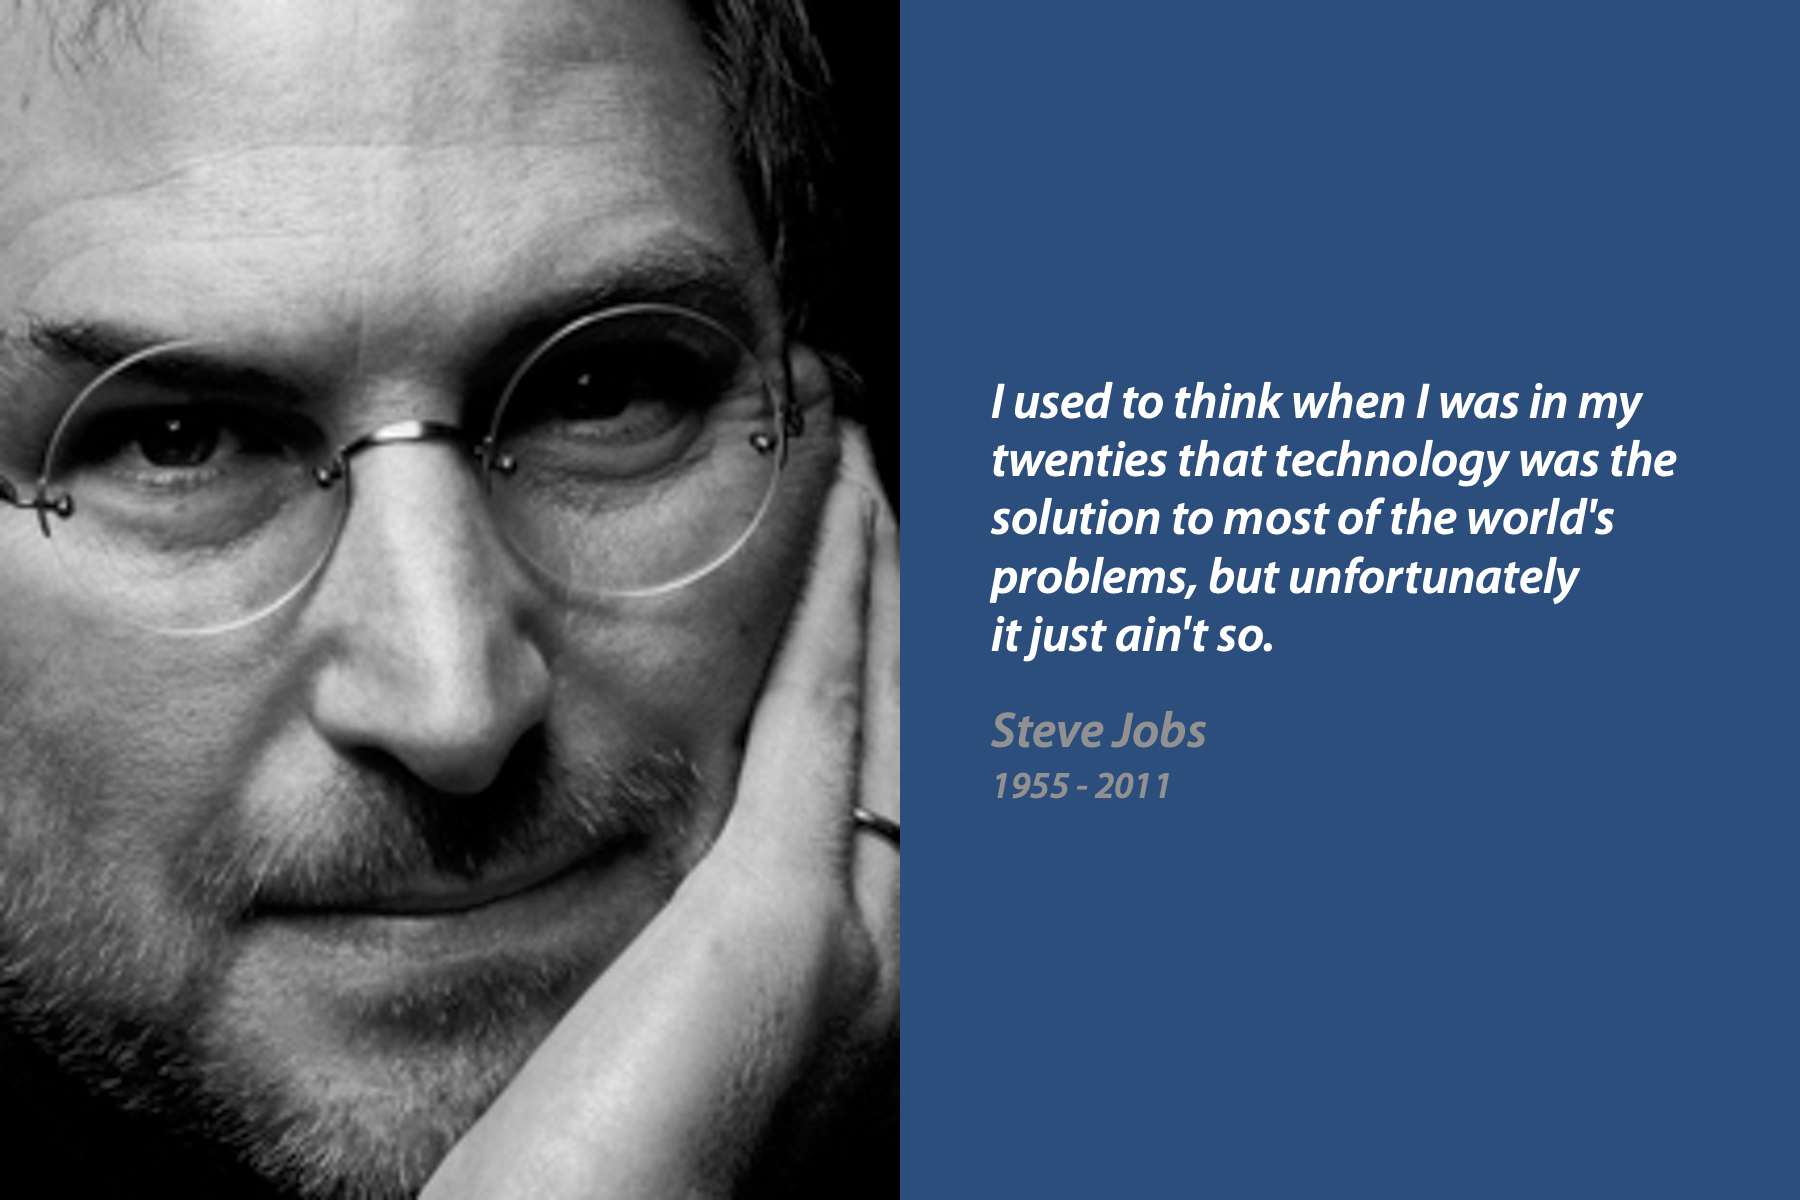 I used to think when I was in my
twenties that technology was the
solution to most of the world's
problems, but unfortunately
it just ain't so.
Steve Jobs
1955 - 2011